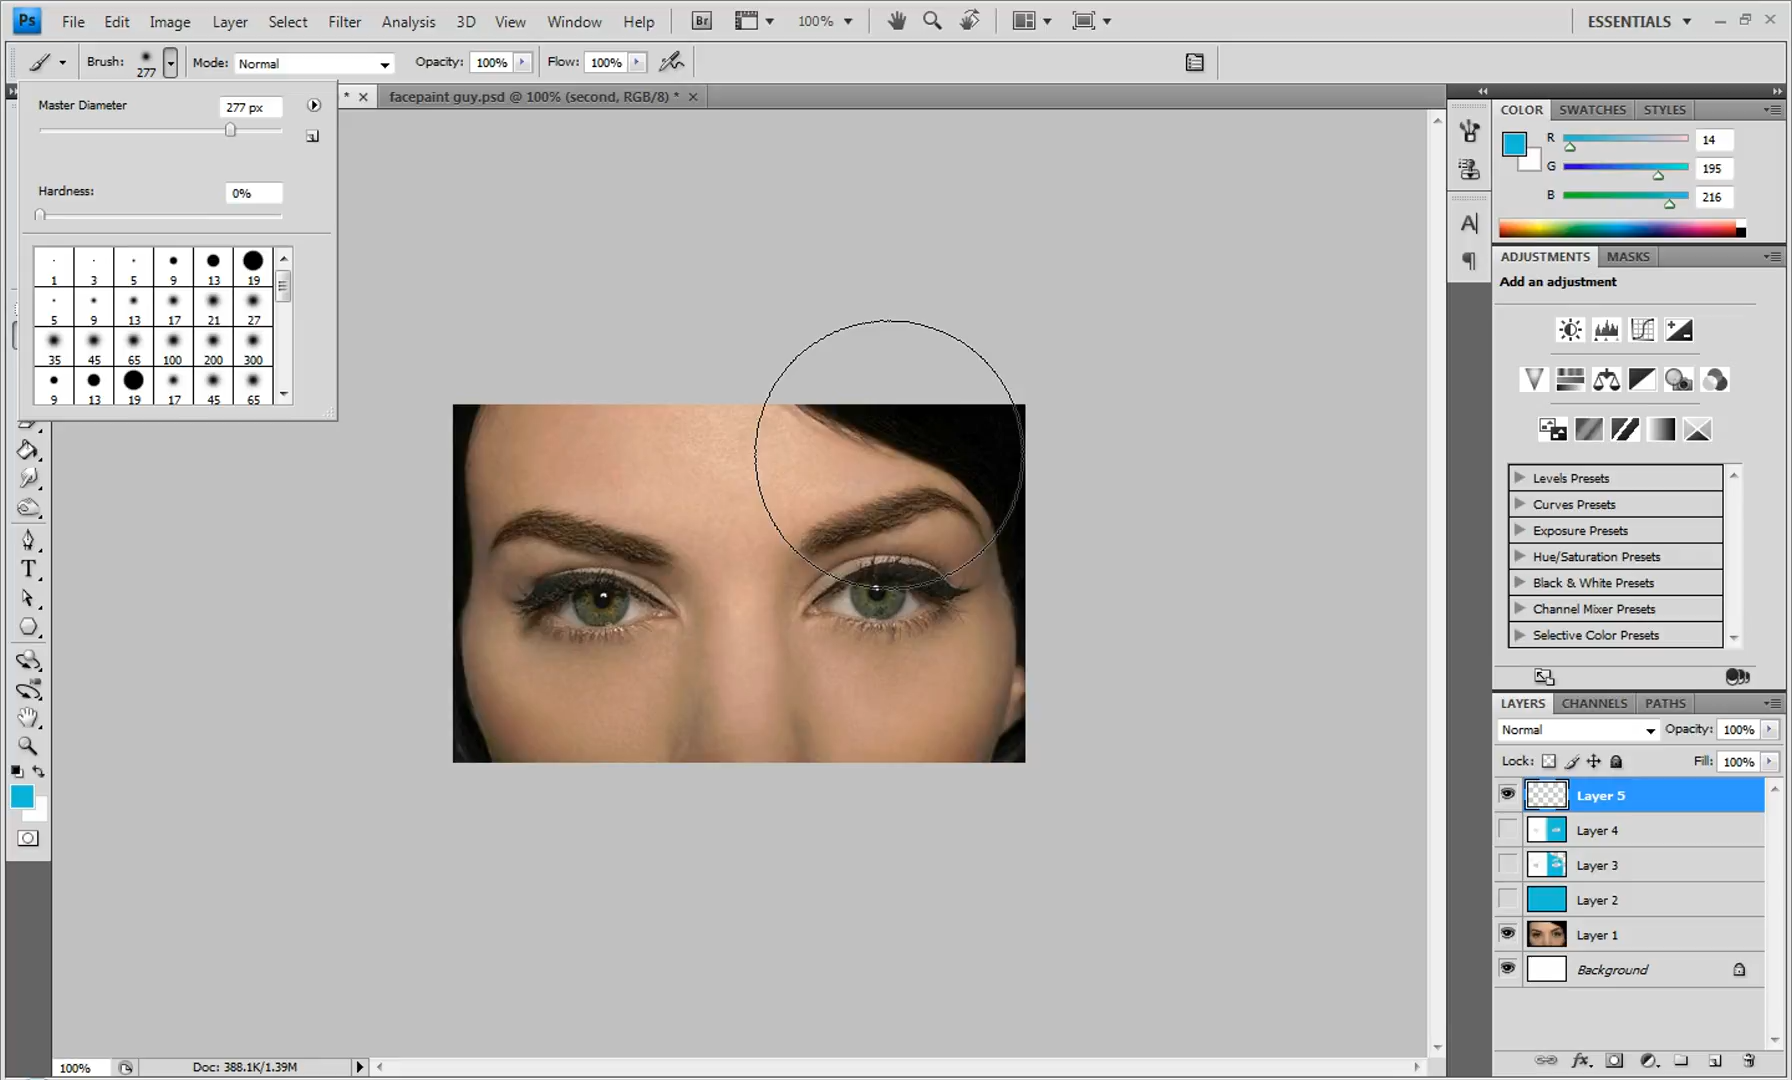 Ps File Edit Image Layer Select Filter Analysis 3D View Window Help Br 100% ESSENTIALS
Brush: 277 Mode: Normal Opacity: 100% Flow: 100%
* × facepaint guy.psd @ 100% (second, RGB/8) * ×
Master Diameter 277 px
Hardness: 0%
1 3 5 9 13 19
5 9 13 17 21 27
35 45 65 100 200 300
9 13 19 17 45 65
COLOR SWATCHES STYLES
R 14
G 195
B 216
ADJUSTMENTS MASKS
Add an adjustment
Levels Presets
Curves Presets
Exposure Presets
Hue/Saturation Presets
Black & White Presets
Channel Mixer Presets
Selective Color Presets
LAYERS CHANNELS PATHS
Normal Opacity: 100%
Lock: Fill: 100%
Layer 5
Layer 4
Layer 3
Layer 2
Layer 1
Background
fx
A
T
100% Doc: 388.1K/1.39M